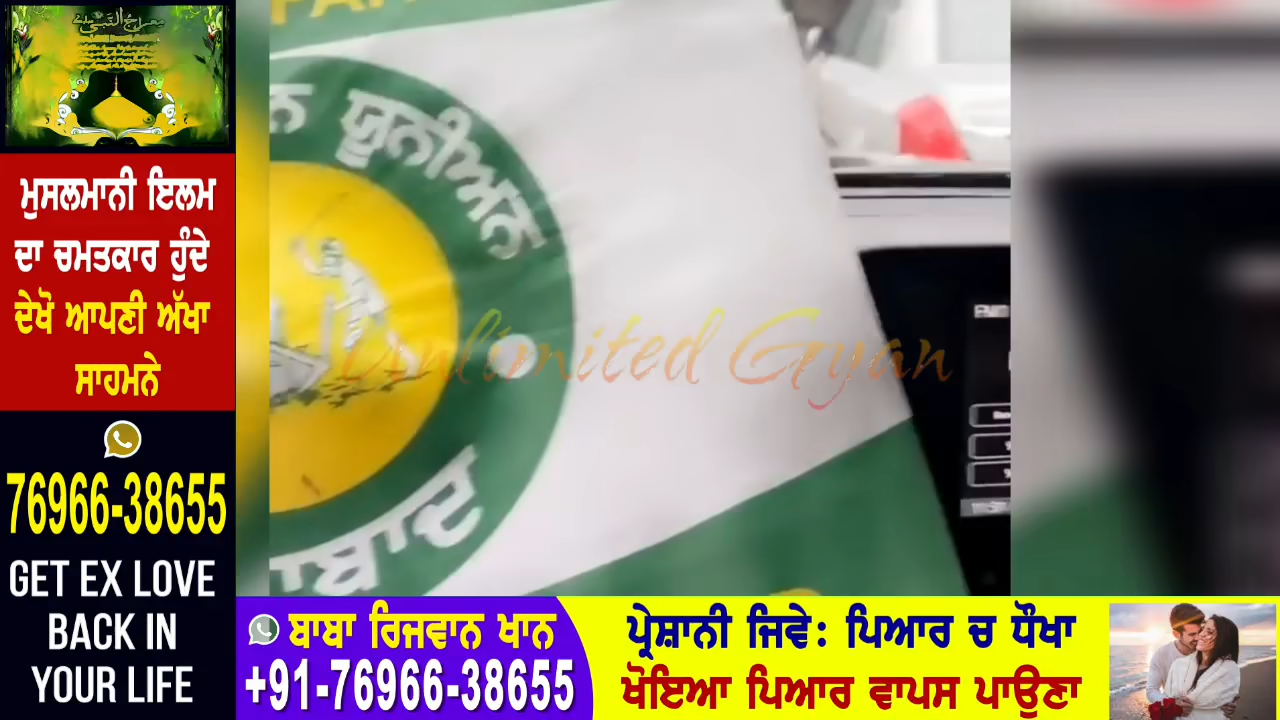 ਮੁਸਲਮਾਨੀ ਇਲਮ
ਦਾ ਚਮਤਕਾਰ ਹੁੰਦੇ
ਦੇਖੋ ਆਪਣੀ ਅੱਖਾ
ਸਾਹਮਨੇ
76966-38655
GET EX LOVE
BACK IN
YOUR LIFE
ਯੂਨੀਅਨ
Unlimited Gyan
ਬਾਬਾ ਰਿਜਵਾਨ ਖਾਨ
+91-76966-38655
ਪ੍ਰੇਸ਼ਾਨੀ ਜਿਵੇ: ਪਿਆਰ ਚ ਧੌਖਾ
ਖੋਇਆ ਪਿਆਰ ਵਾਪਸ ਪਾਉਣਾ